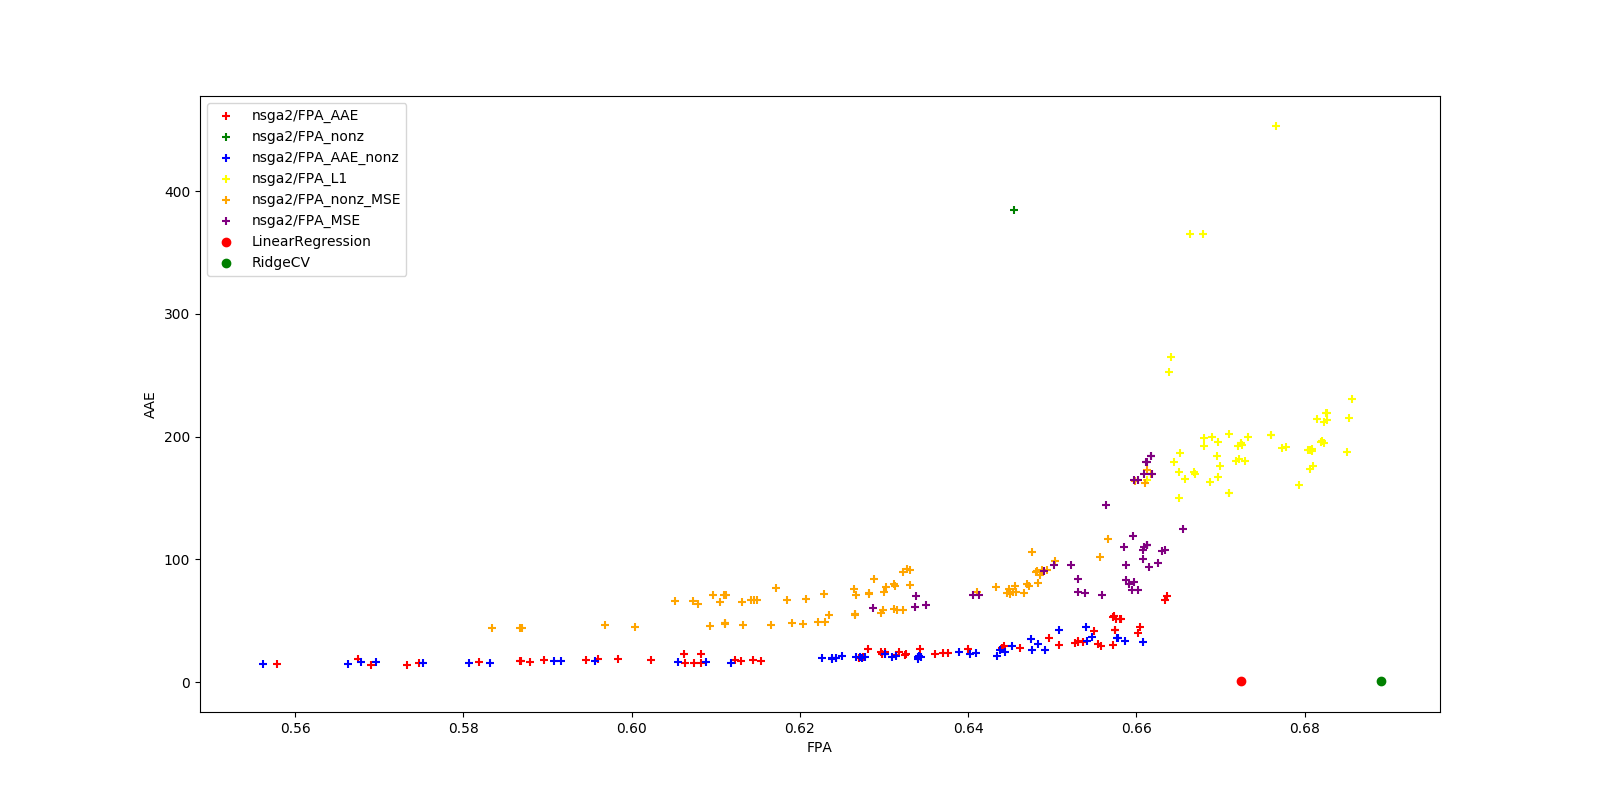 nsga2/FPA_AAE
nsga2/FPA_nonz
nsga2/FPA_AAE_nonz
nsga2/FPA_L1
nsga2/FPA_nonz_MSE
nsga2/FPA_MSE
LinearRegression
RidgeCV
400
300
200
100
0
AAE
0.56 0.58 0.60 0.62 0.64 0.66 0.68
FPA